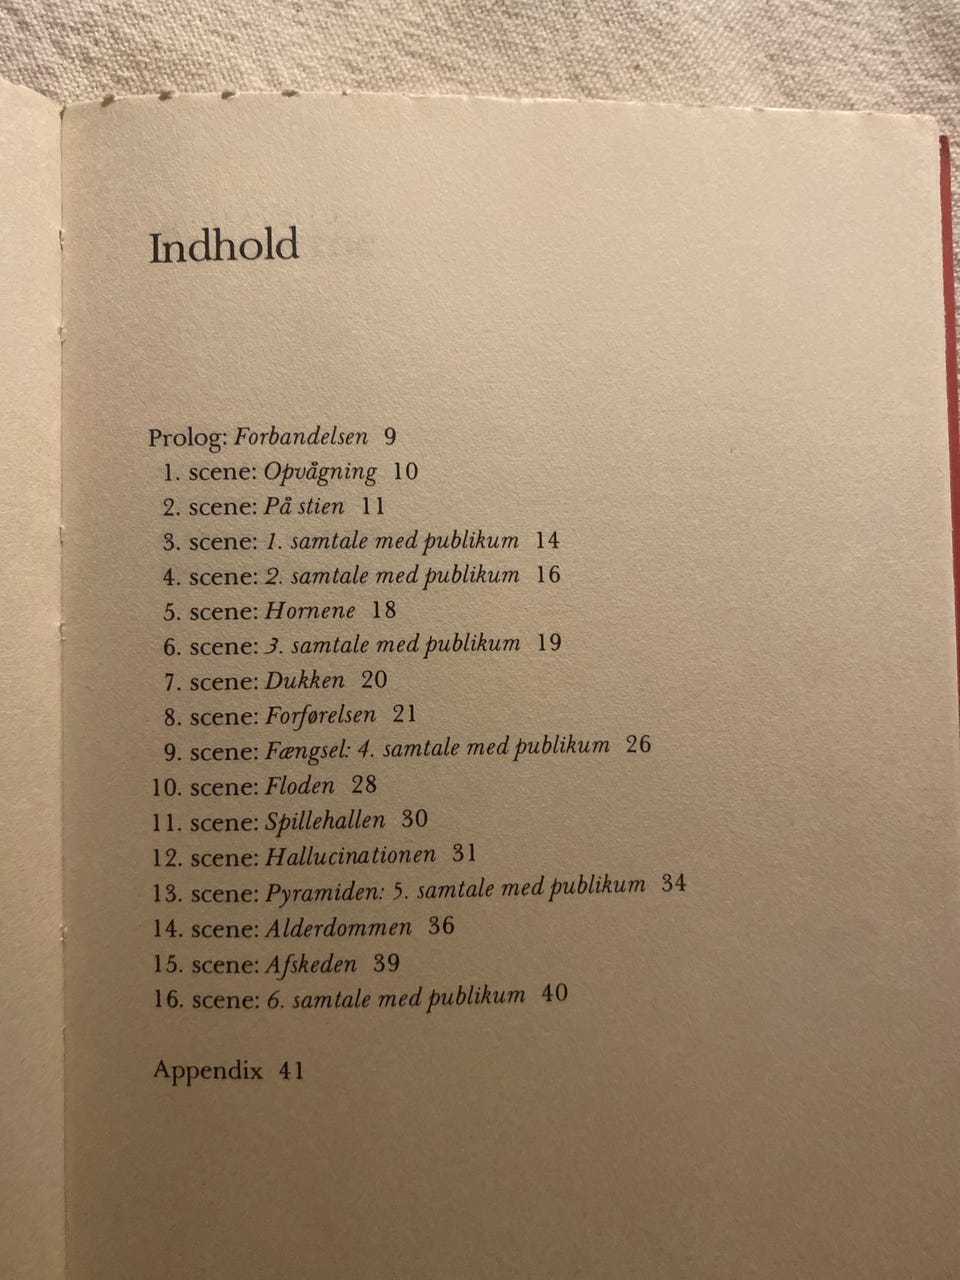 Indhold
Prolog: Forbandelsen 9
1. scene: Opvågning 10
2. scene: På stien 11
3. scene: 1. samtale med publikum 14
4. scene: 2. samtale med publikum 16
5. scene: Hornene 18
6. scene: 3. samtale med publikum 19
7. scene: Dukken 20
8. scene: Forførelsen 21
9. scene: Fængsel: 4. samtale med publikum 26
10. scene: Floden 28
11. scene: Spillehallen 30
12. scene: Hallucinationen 31
13. scene: Pyramiden: 5. samtale med publikum 34
14. scene: Alderdommen 36
15. scene: Afskeden 39
16. scene: 6. samtale med publikum 40
Appendix 41